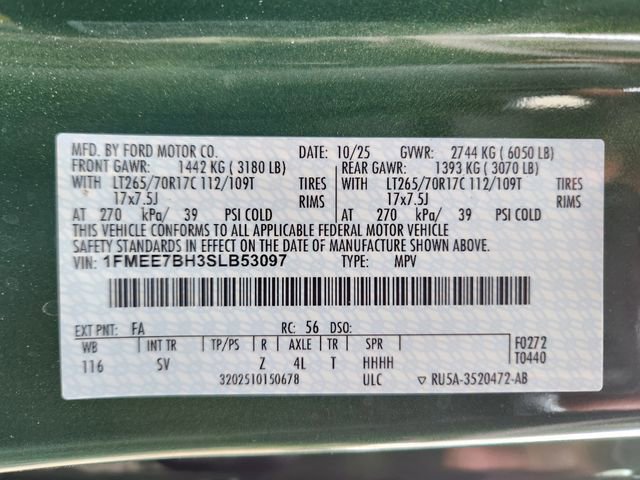 MFD. BY FORD MOTOR CO. DATE: 10/25 GVWR: 2744 KG ( 6050 LB)
FRONT GAWR: 1442 KG ( 3180 LB) REAR GAWR: 1393 KG ( 3070 LB)
WITH LT265/70R17C 112/109T TIRES WITH LT265/70R17C 112/109T TIRES
17x7.5J RIMS 17x7.5J RIMS
AT 270 kPa/ 39 PSI COLD AT 270 kPa/ 39 PSI COLD
THIS VEHICLE CONFORMS TO ALL APPLICABLE FEDERAL MOTOR VEHICLE
SAFETY STANDARDS IN EFFECT ON THE DATE OF MANUFACTURE SHOWN ABOVE.
VIN: 1FMEE7BH3SLB53097 TYPE: MPV
EXT PNT: FA RC: 56 DSO:
WB INT TR TP/PS R AXLE TR SPR F0272
116 SV Z 4L T HHHH T0440
3202510150678 ULC ▽ RU5A-3520472-AB